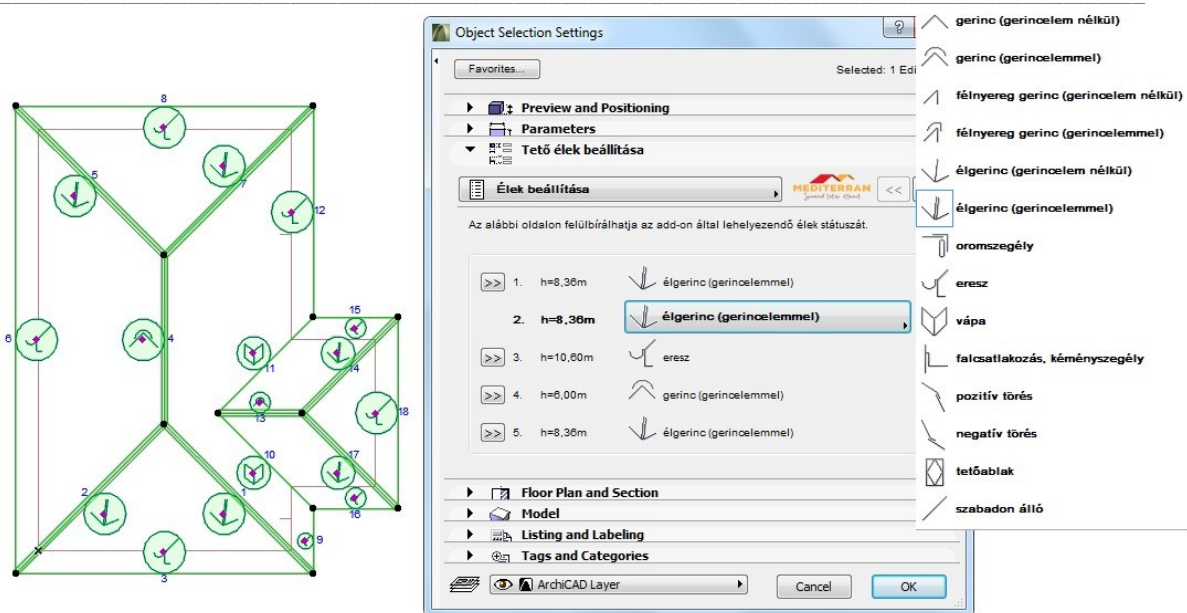 8
5
7
12
6
4
15
11
14
13
18
10
17
2
1
16
9
3
Object Selection Settings
?
Favorites...
Selected: 1 Edi
Preview and Positioning
Parameters
Tető élek beállítása
Élek beállítása
MEDITERRAN
<<
Az alábbi oldalon felülbírálhatja az add-on által lehelyezendő élek státuszát.
>> 1. h=8,36m élgerinc (gerincelemmel)
2. h=8,36m élgerinc (gerincelemmel)
>> 3. h=10,60m eresz
>> 4. h=6,00m gerinc (gerincelemmel)
>> 5. h=8,36m élgerinc (gerincelemmel)
Floor Plan and Section
Model
Listing and Labeling
Tags and Categories
ArchiCAD Layer
Cancel
OK
gerinc (gerincelem nélkül)
gerinc (gerincelemmel)
félnyereg gerinc (gerincelem nélkül)
félnyereg gerinc (gerincelemmel)
élgerinc (gerincelem nélkül)
élgerinc (gerincelemmel)
oromszegély
eresz
vápa
falcsatlakozás, kéményszegély
pozitív törés
negatív törés
tetőablak
szabadon álló